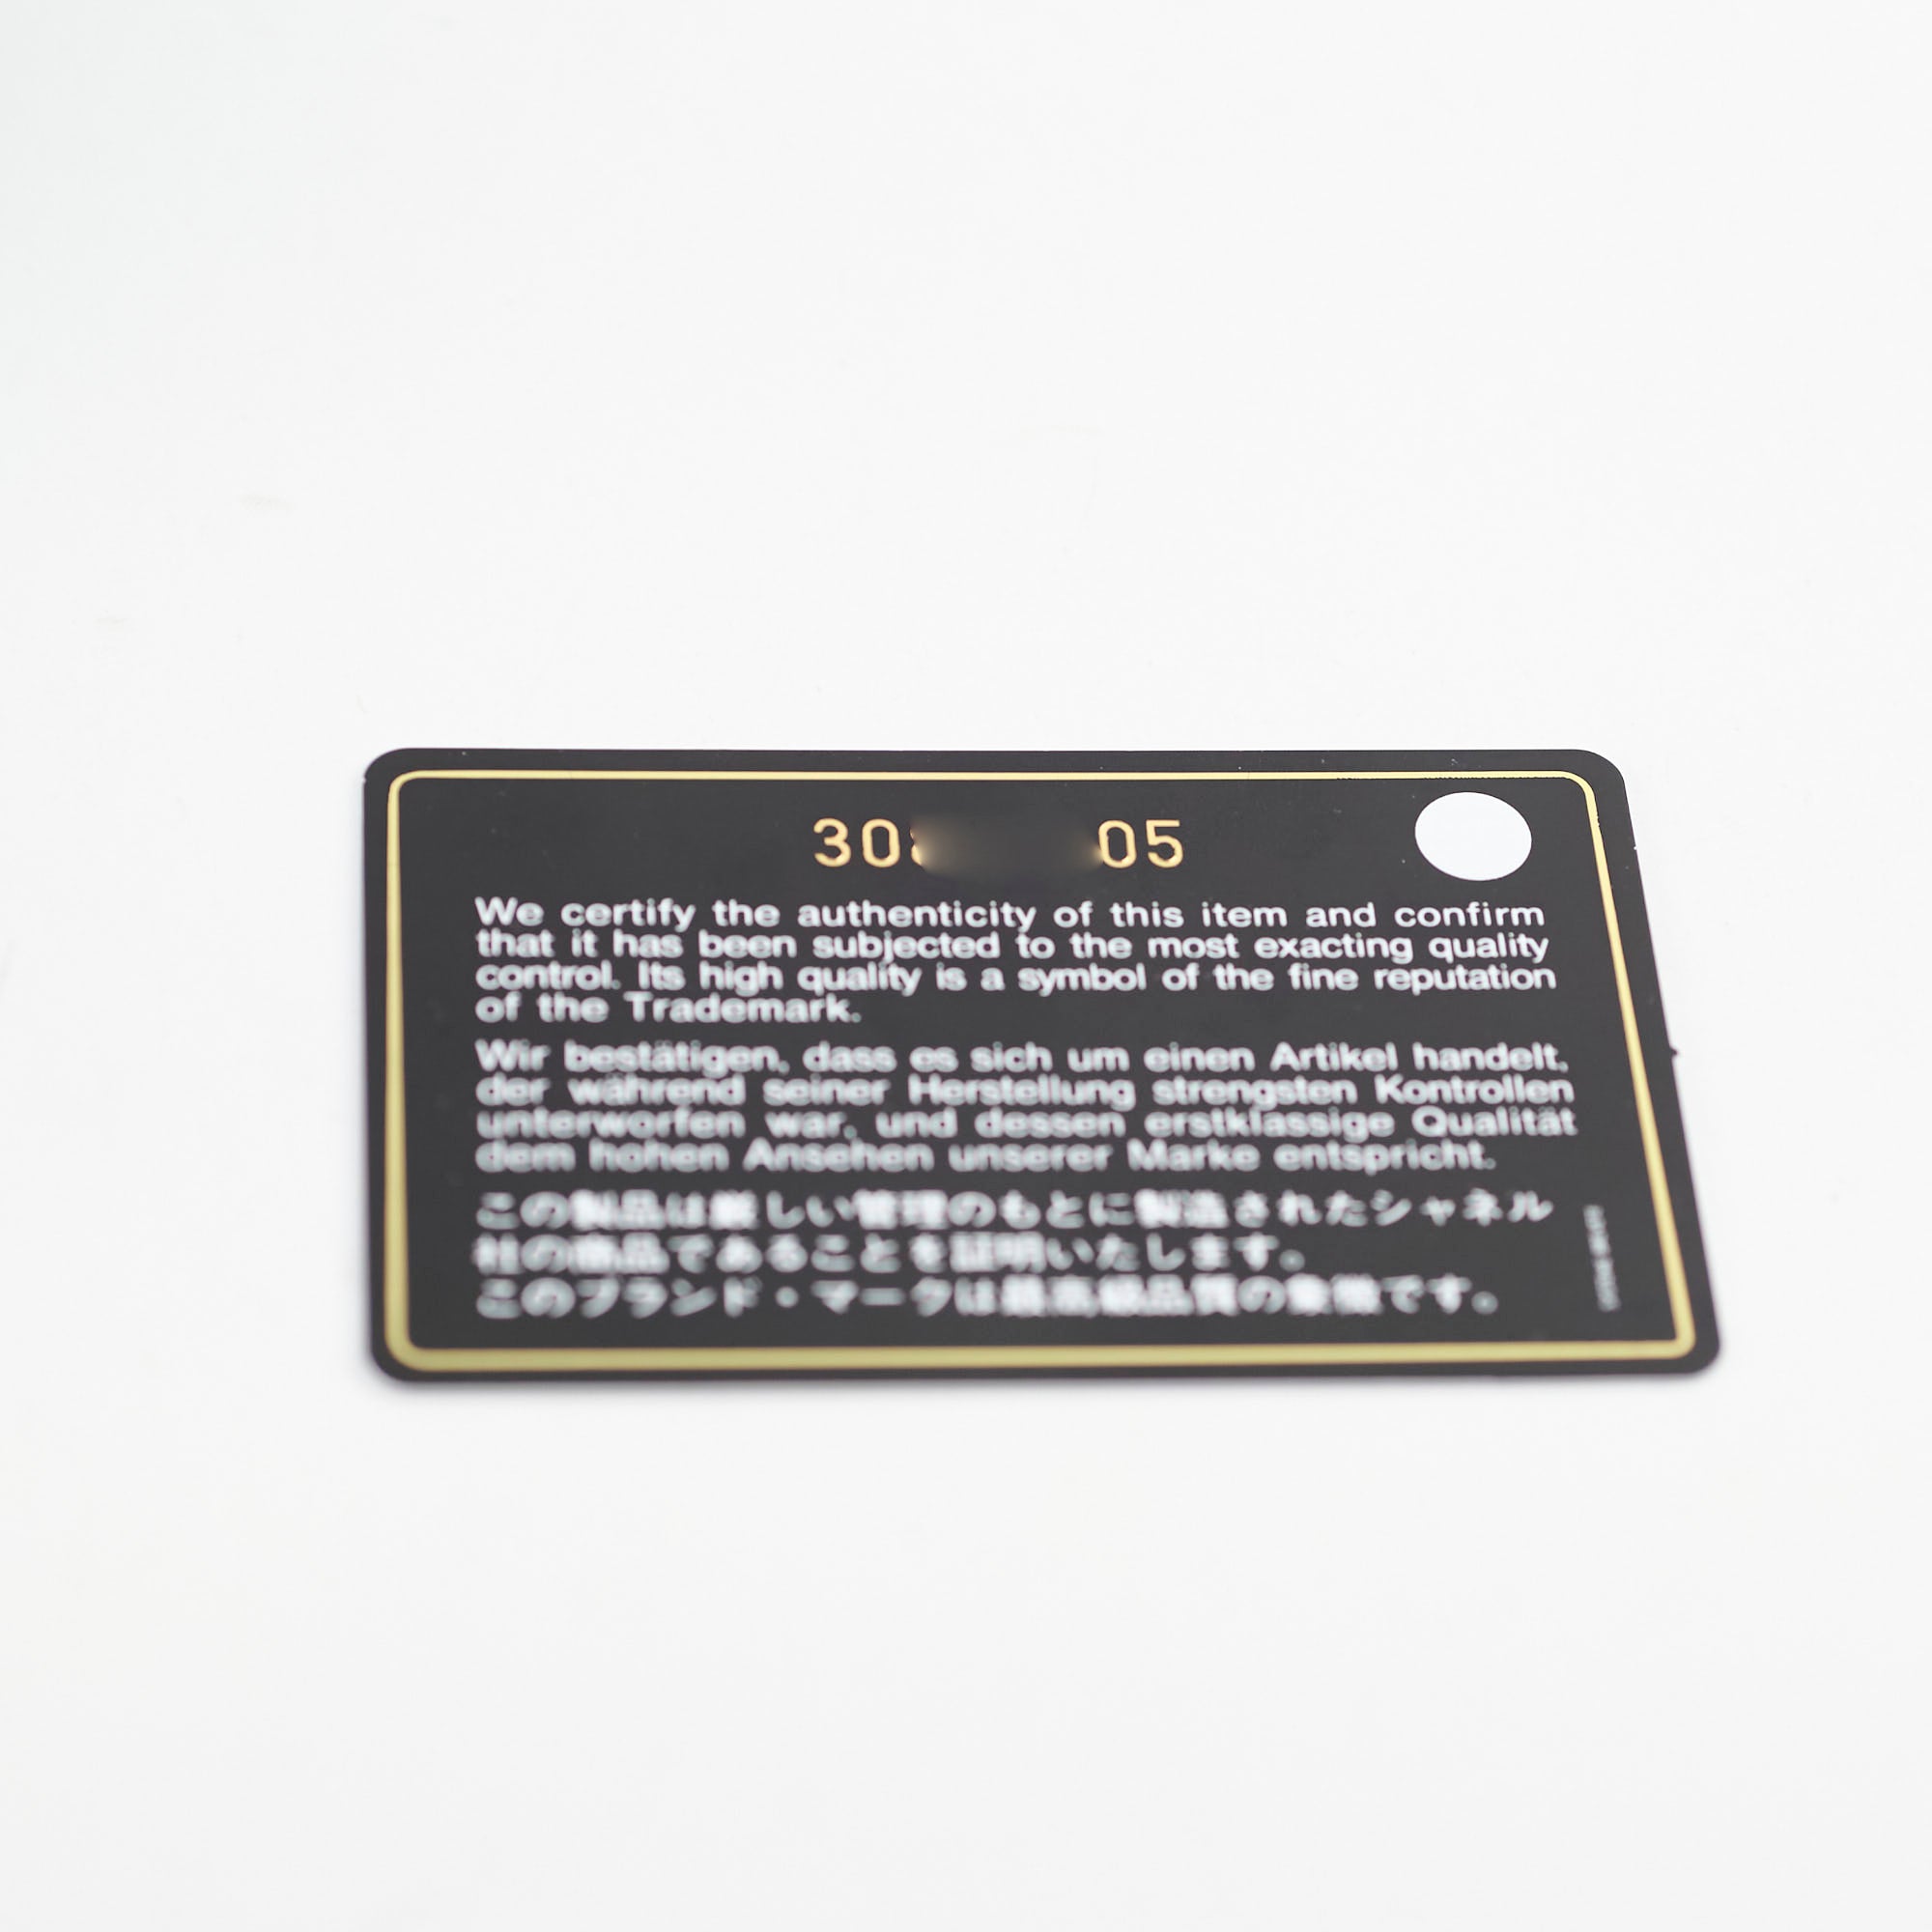 30 05
We certify the authenticity of this item and confirm
that it has been subjected to the most exacting quality
control. Its high quality is a symbol of the fine reputation
of the Trademark.
Wir bestätigen, dass es sich um einen Artikel handelt,
der während seiner Herstellung strengsten Kontrollen
unterworfen war, und dessen erstklassige Qualität
dem hohen Ansehen unserer Marke entspricht.
この製品は厳しい管理のもとに製造されたシャネル
社の商品であることを証明いたします。
このブランド・マークは最高級品質の象徴です。